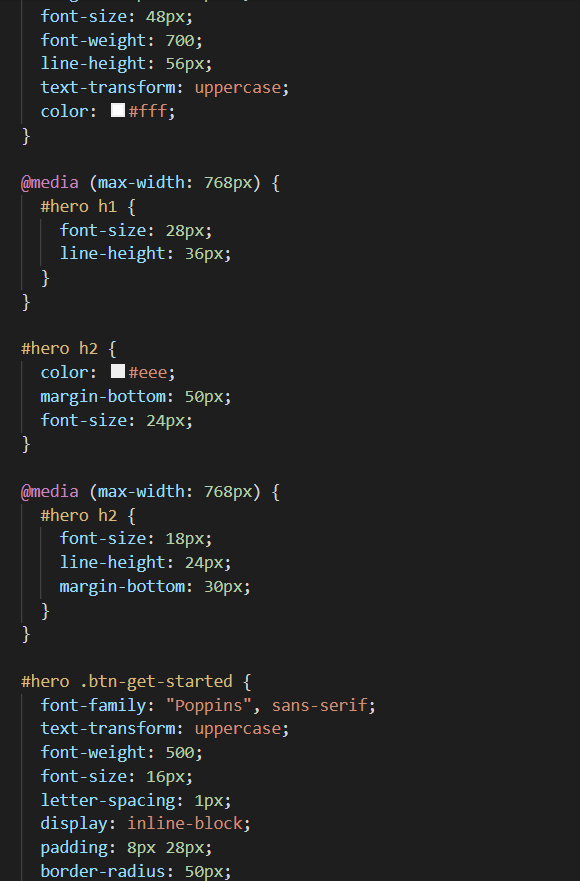 font-size: 48px;
font-weight: 700;
line-height: 56px;
text-transform: uppercase;
color: #fff;
}
@media (max-width: 768px) {
#hero h1 {
font-size: 28px;
line-height: 36px;
}
}
#hero h2 {
color: #eee;
margin-bottom: 50px;
font-size: 24px;
}
@media (max-width: 768px) {
#hero h2 {
font-size: 18px;
line-height: 24px;
margin-bottom: 30px;
}
}
#hero .btn-get-started {
font-family: "Poppins", sans-serif;
text-transform: uppercase;
font-weight: 500;
font-size: 16px;
letter-spacing: 1px;
display: inline-block;
padding: 8px 28px;
border-radius: 50px;